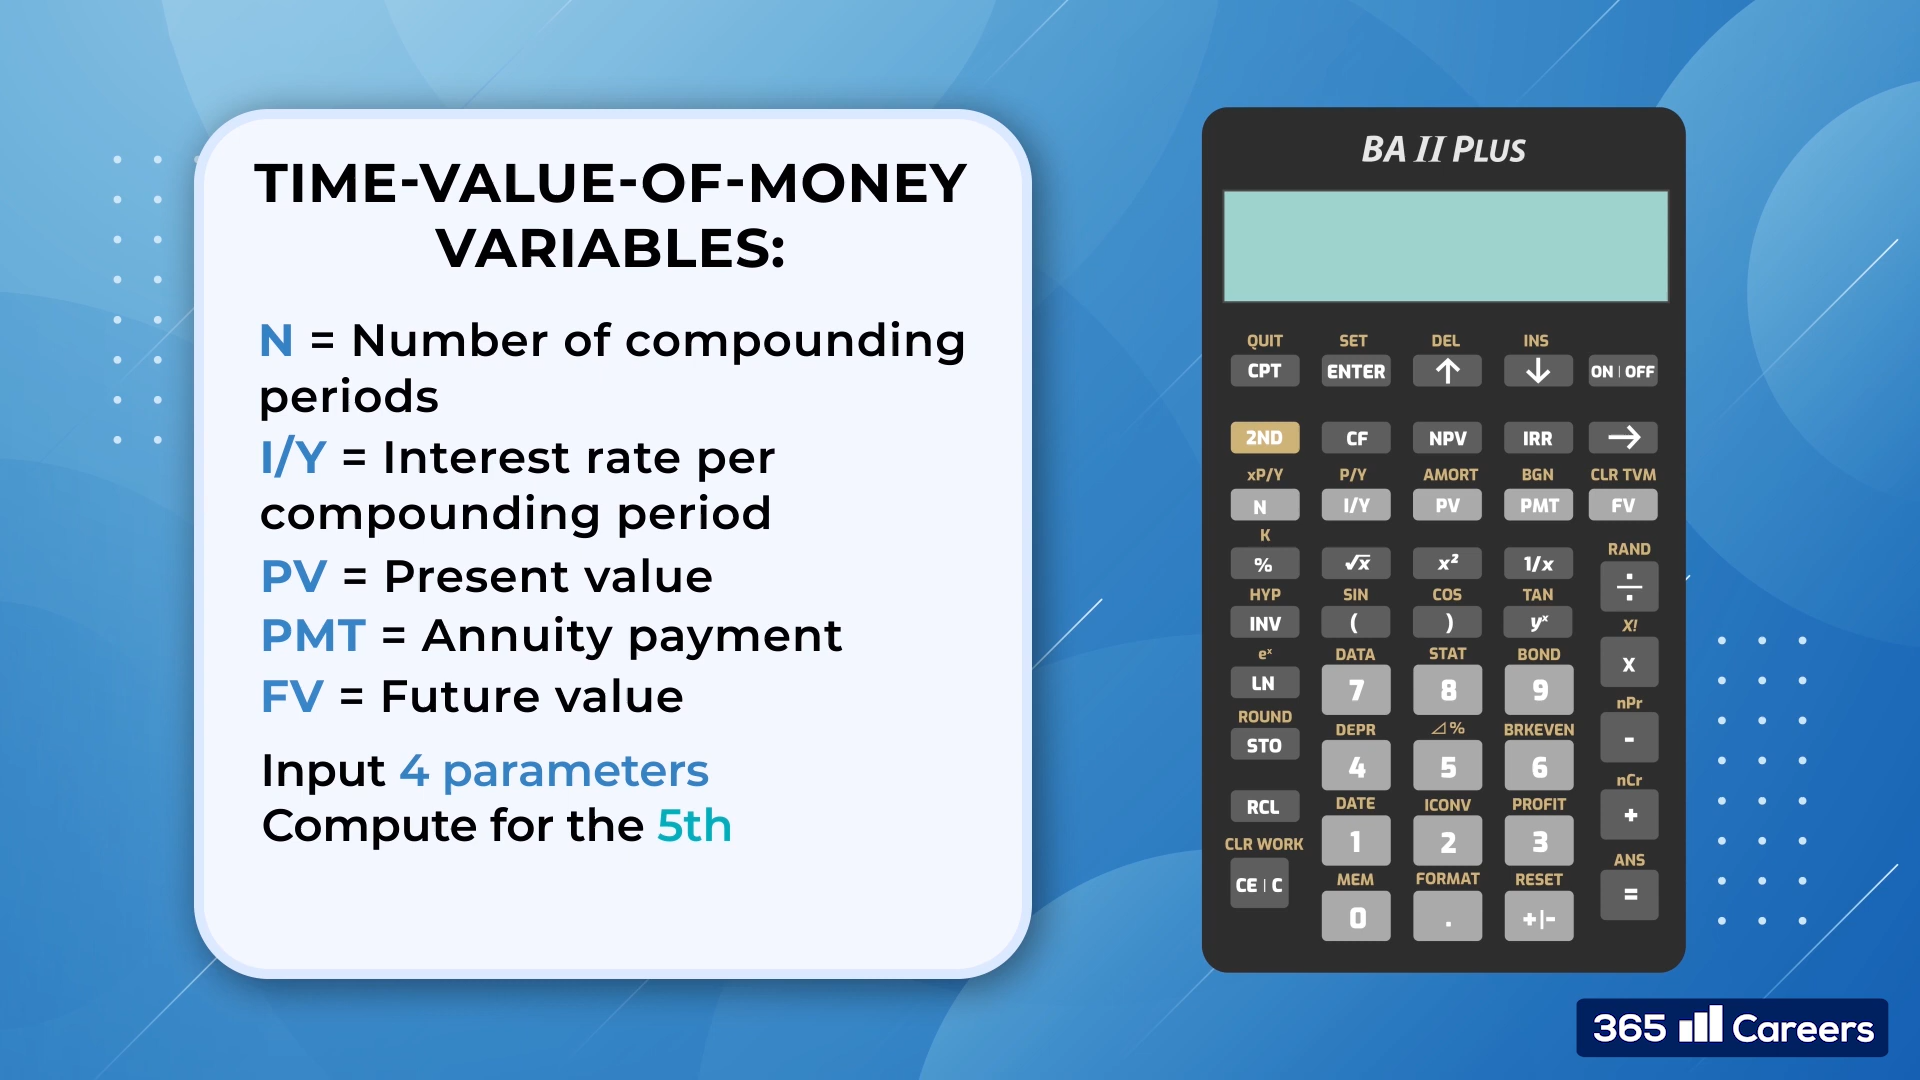 TIME-VALUE-OF-MONEY
VARIABLES:
N = Number of compounding
periods
I/Y = Interest rate per
compounding period
PV = Present value
PMT = Annuity payment
FV = Future value
Input 4 parameters
Compute for the 5th
BA II PLUS
QUIT SET DEL INS
CPT ENTER ↑ ↓ ON | OFF
2ND CF NPV IRR →
xP/Y P/Y AMORT BGN CLR TVM
N I/Y PV PMT FV
K RAND
% √x x² 1/x ÷
HYP SIN COS TAN X!
INV ( ) yˣ x
eˣ DATA STAT BOND
LN 7 8 9 nPr
ROUND DEPR ⊿% BRKEVEN
STO 4 5 6 -
RCL DATE ICONV PROFIT nCr
1 2 3 +
CLR WORK MEM FORMAT RESET ANS
CE | C 0 . +|- =
365 Careers